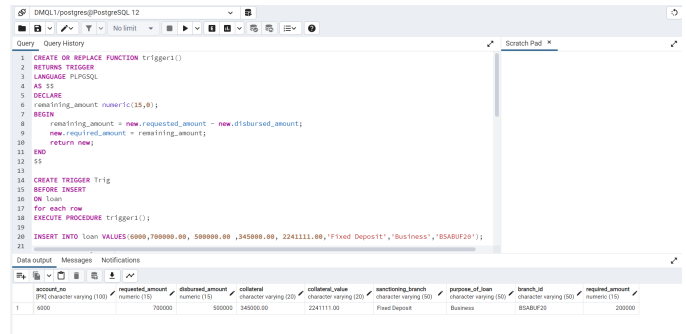 DMQL1/postgres@PostgreSQL 12
No limit
Query Query History
Scratch Pad ×
1 CREATE OR REPLACE FUNCTION trigger1()
2 RETURNS TRIGGER
3 LANGUAGE PLPGSQL
4 AS $$
5 DECLARE
6 remaining_amount numeric(15,0);
7 BEGIN
8 remaining_amount = new.requested_amount - new.disbursed_amount;
9 new.required_amount = remaining_amount;
10 return new;
11 END
12 $$
13
14 CREATE TRIGGER Trig
15 BEFORE INSERT
16 ON loan
17 for each row
18 EXECUTE PROCEDURE trigger1();
19
20 INSERT INTO loan VALUES(6000,700000.00, 500000.00 ,345000.00, 2241111.00,'Fixed Deposit','Business','BSABUF20');
21
Data output Messages Notifications
account_no requested_amount disbursed_amount collateral collateral_value sanctioning_branch purpose_of_loan branch_id required_amount
[PK] character varying (100) numeric (15) numeric (15) character varying (20) character varying (20) character varying (50) character varying (50) character varying (50) numeric (15)
1 6000 700000 500000 345000.00 2241111.00 Fixed Deposit Business BSABUF20 200000